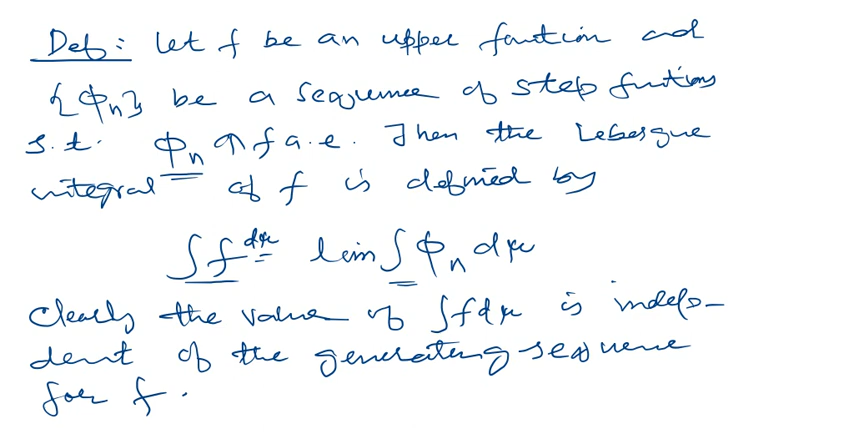 Def: Let f be an upper function and
{φn} be a sequence of step functions
s.t. φn ↑ f a.e. Then the Lebesgue
integral of f is defined by
∫ f dμ = lim ∫ φn dμ
Clearly the value of ∫ f dμ is indepen-
dent of the generating sequence
for f.